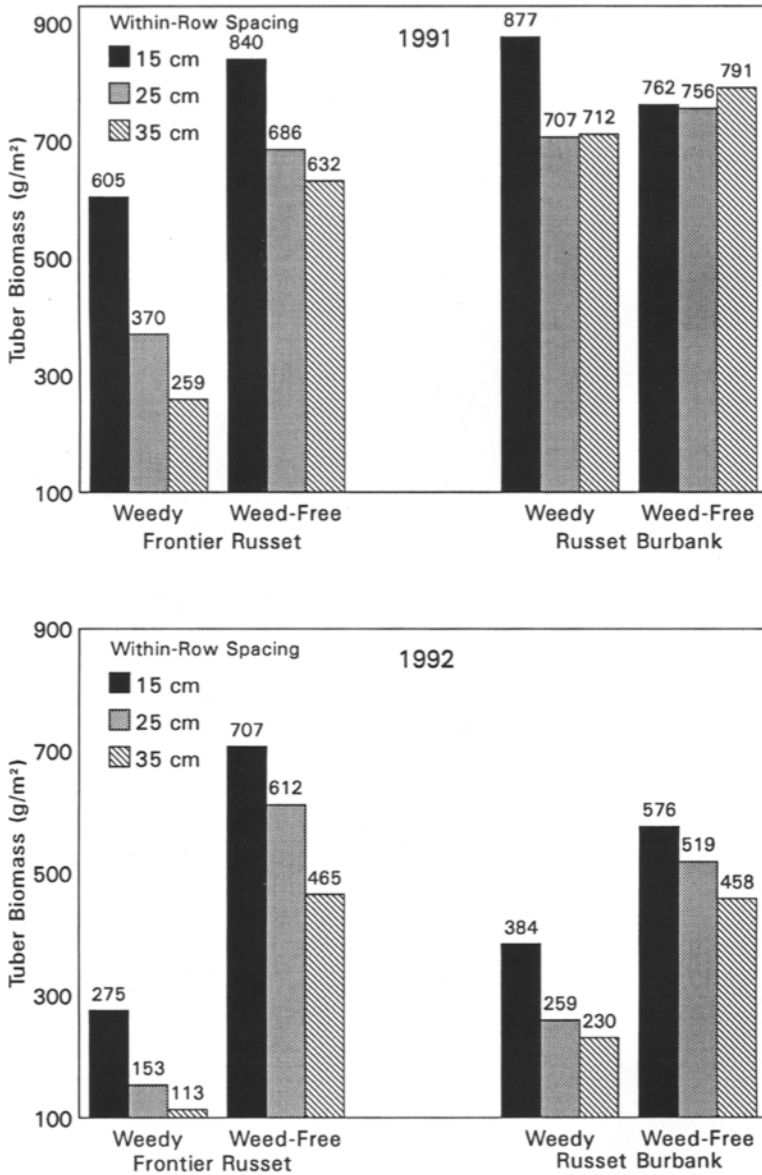 900
700
500
300
100
Tuber Biomass (g/m²)
Within-Row Spacing
15 cm
25 cm
35 cm
1991
605
370
259
840
686
632
877
707
712
762
756
791
Weedy Weed-Free Weedy Weed-Free
Frontier Russet Russet Burbank
900
700
500
300
100
Tuber Biomass (g/m²)
Within-Row Spacing
15 cm
25 cm
35 cm
1992
275
153
113
707
612
465
384
259
230
576
519
458
Weedy Weed-Free Weedy Weed-Free
Frontier Russet Russet Burbank